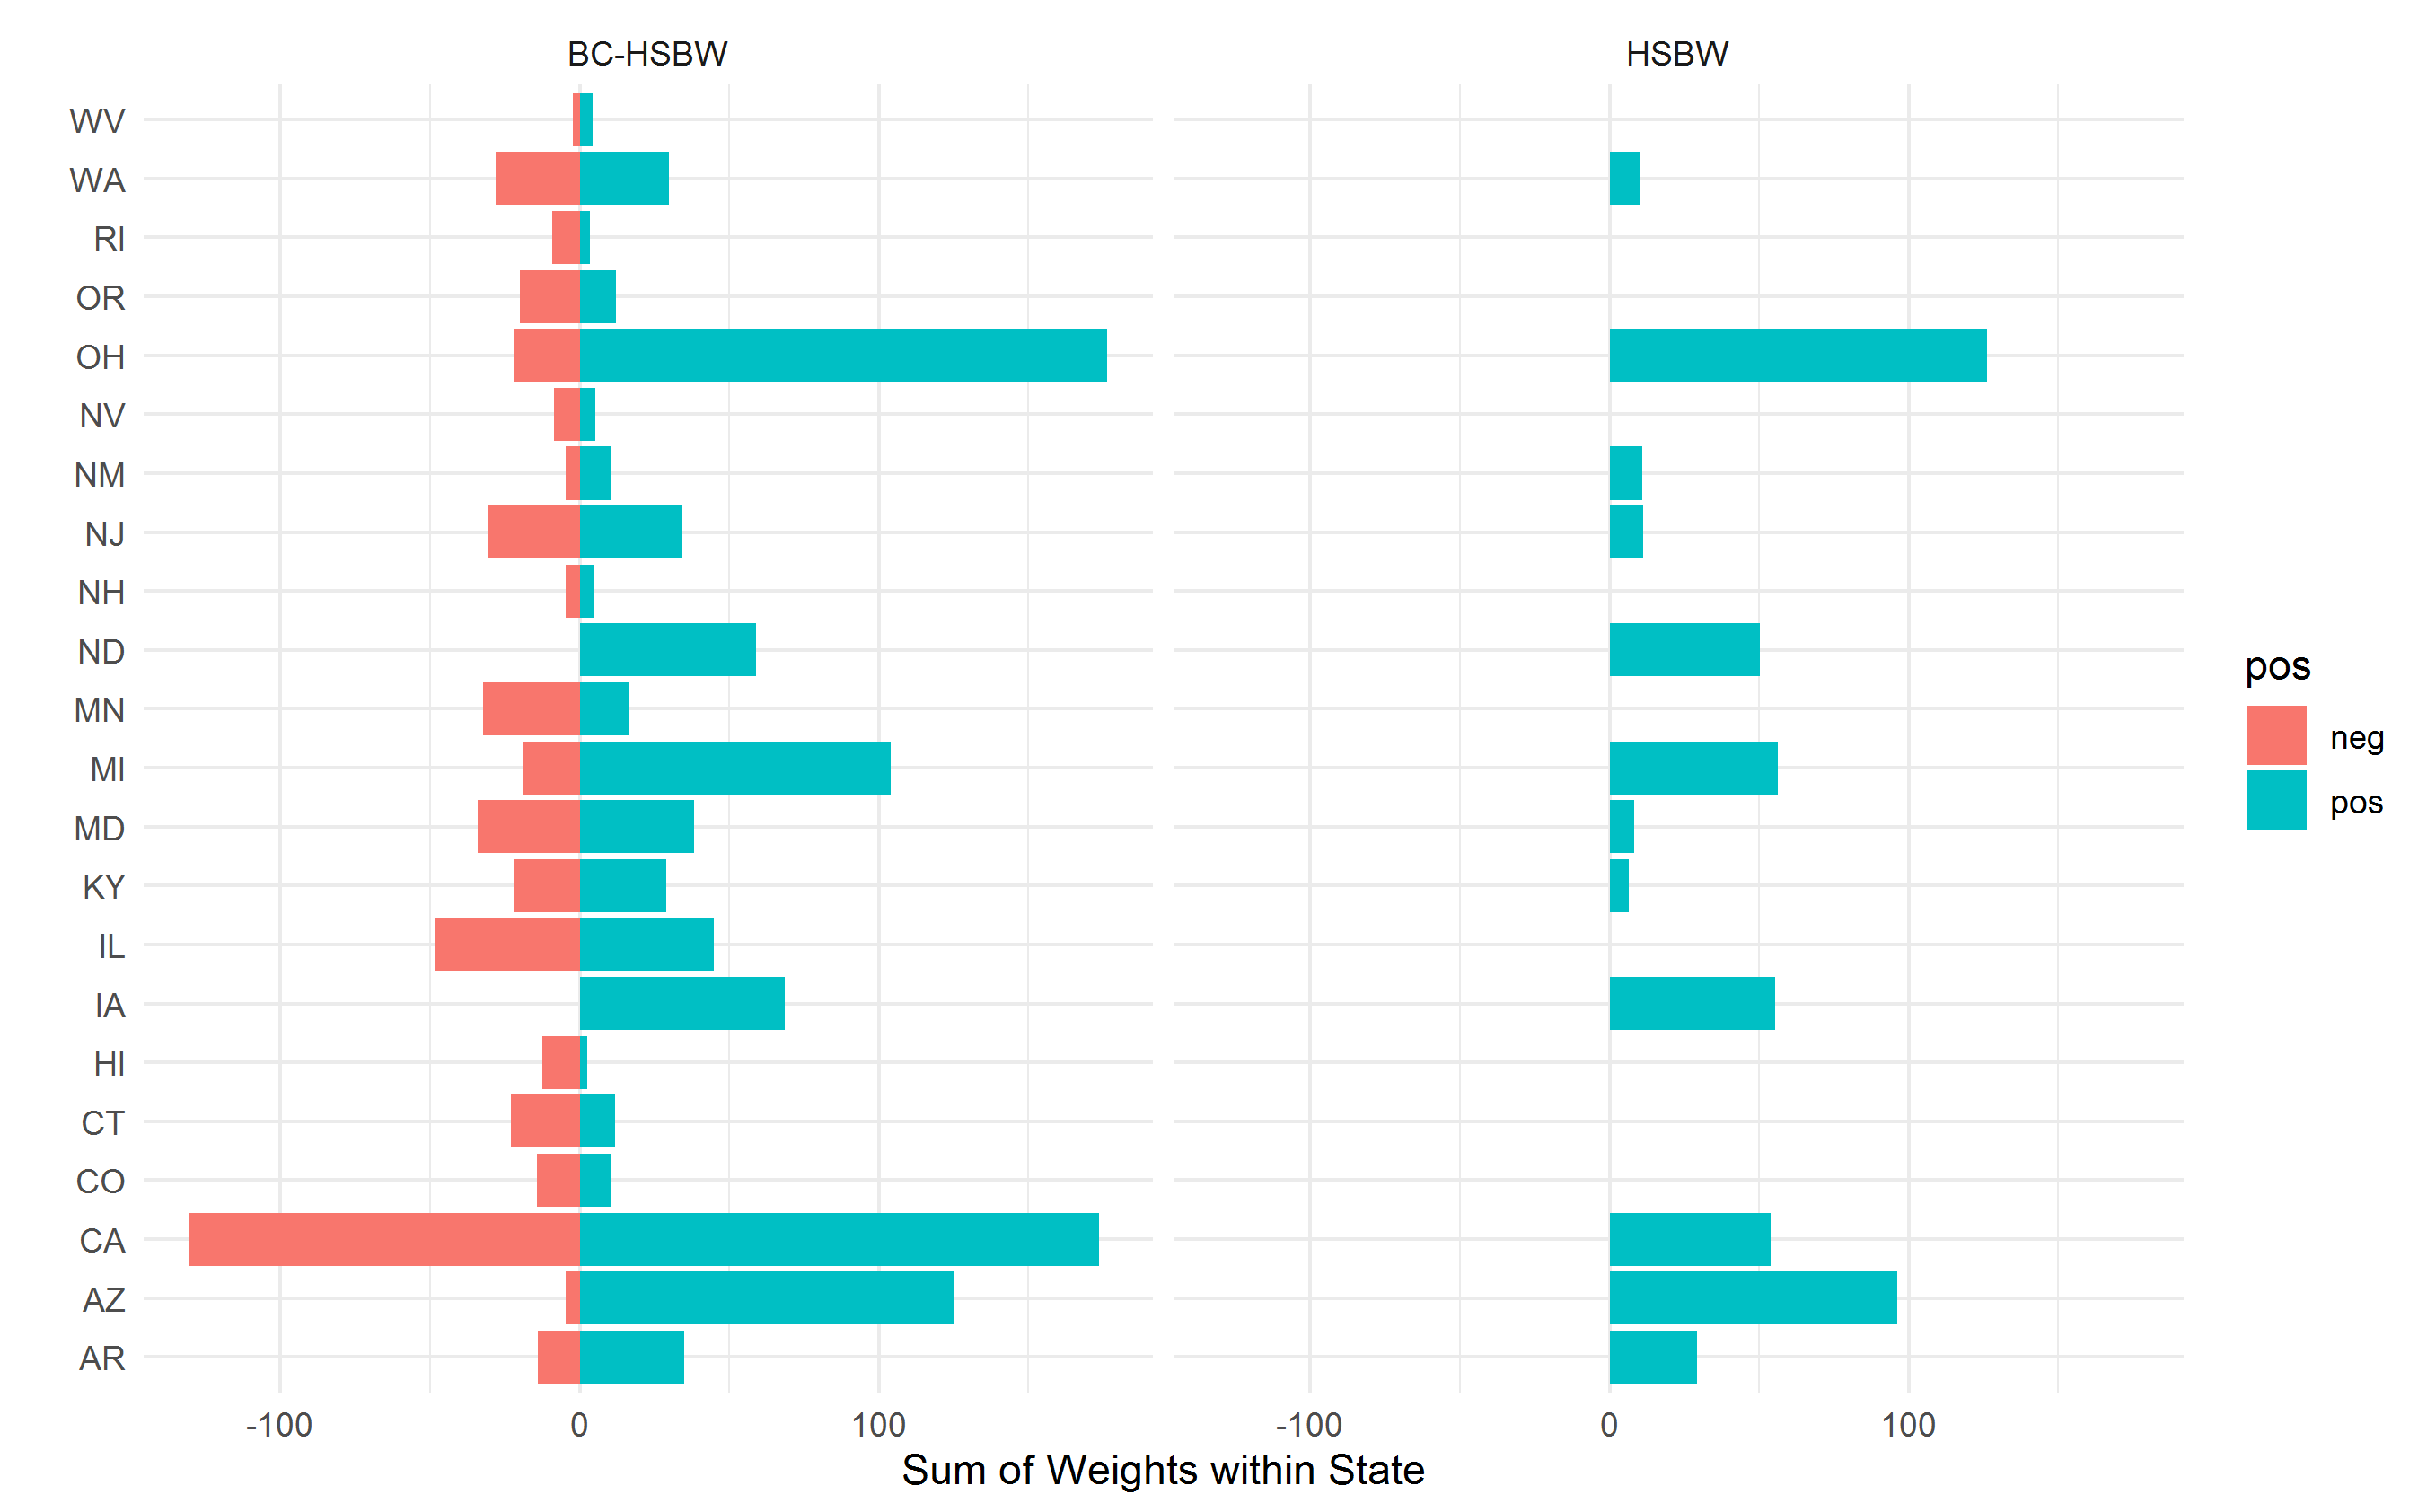 BC-HSBW
HSBW
WV
WA
RI
OR
OH
NV
NM
NJ
NH
ND
MN
MI
MD
KY
IL
IA
HI
CT
CO
CA
AZ
AR
-100
0
100
-100
0
100
Sum of Weights within State
pos
neg
pos